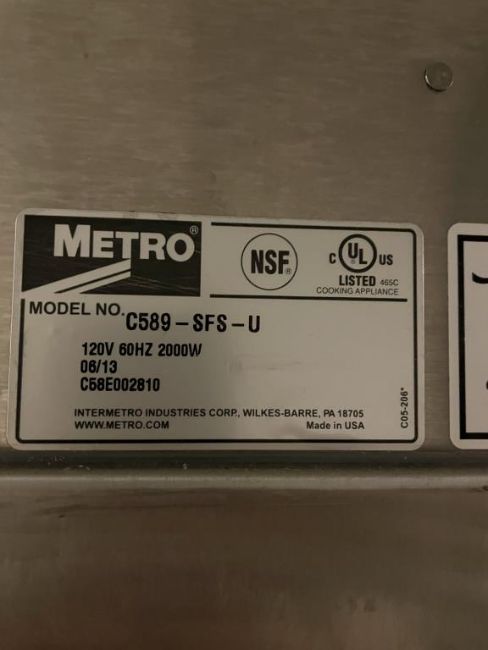 METRO®
NSF®
C UL® US
LISTED 465C
COOKING APPLIANCE
MODEL NO. C589-SFS-U
120V 60HZ 2000W
06/13
C58E002810
INTERMETRO INDUSTRIES CORP., WILKES-BARRE, PA 18705
WWW.METRO.COM Made in USA
C05-206*